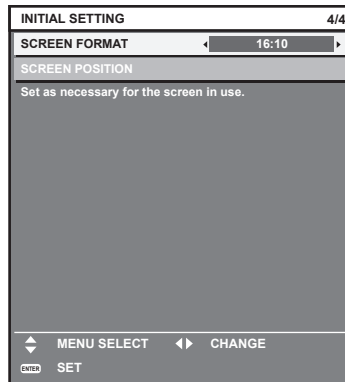 INITIAL SETTING 4/4
SCREEN FORMAT 16:10
SCREEN POSITION
Set as necessary for the screen in use.
MENU SELECT CHANGE
ENTER SET